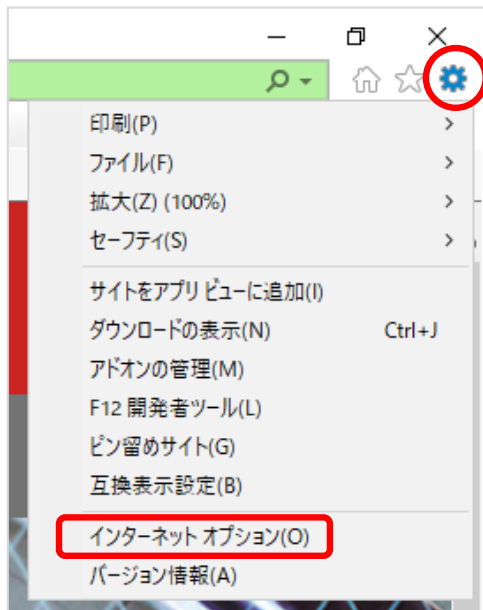 印刷(P)
ファイル(F)
拡大(Z) (100%)
セーフティ(S)
サイトをアプリ ビューに追加(I)
ダウンロードの表示(N) Ctrl+J
アドオンの管理(M)
F12 開発者ツール(L)
ピン留めサイト(G)
互換表示設定(B)
インターネット オプション(O)
バージョン情報(A)